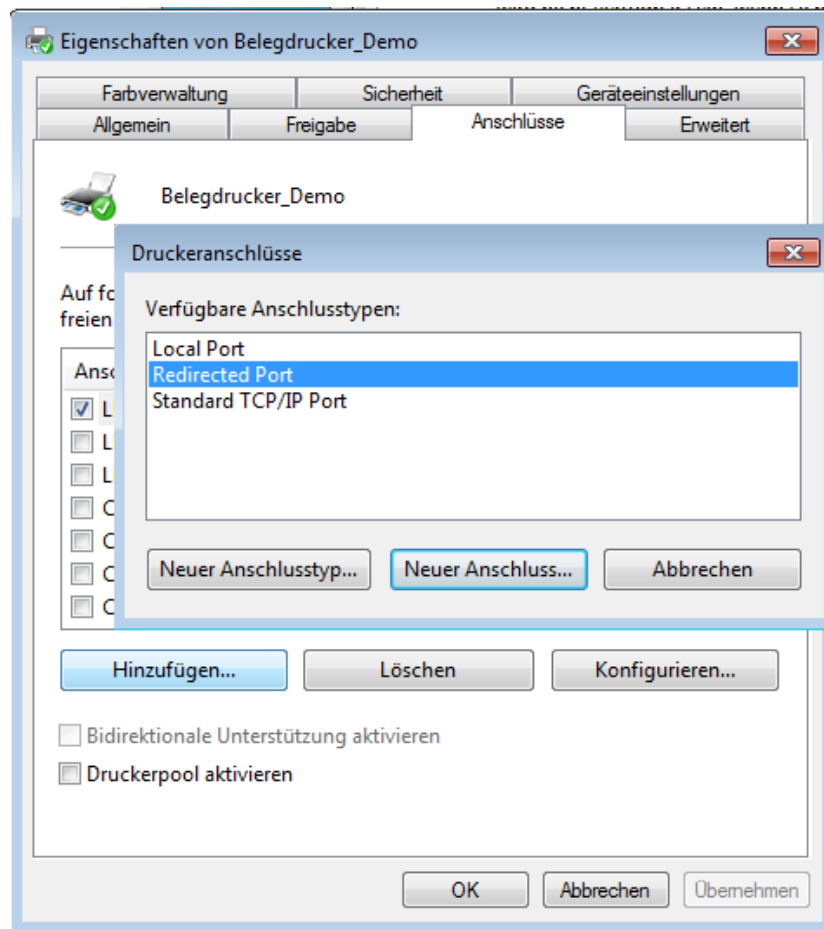 Eigenschaften von Belegdrucker_Demo
Farbverwaltung Sicherheit Geräteeinstellungen
Allgemein Freigabe Anschlüsse Erweitert
Belegdrucker_Demo
Druckeranschlüsse
Auf
freien
Verfügbare Anschlusstypen:
Local Port
Redirected Port
Standard TCP/IP Port
Neuer Anschlusstyp... Neuer Anschluss... Abbrechen
Hinzufügen... Löschen Konfigurieren...
Bidirektionale Unterstützung aktivieren
Druckerpool aktivieren
OK Abbrechen Übernehmen